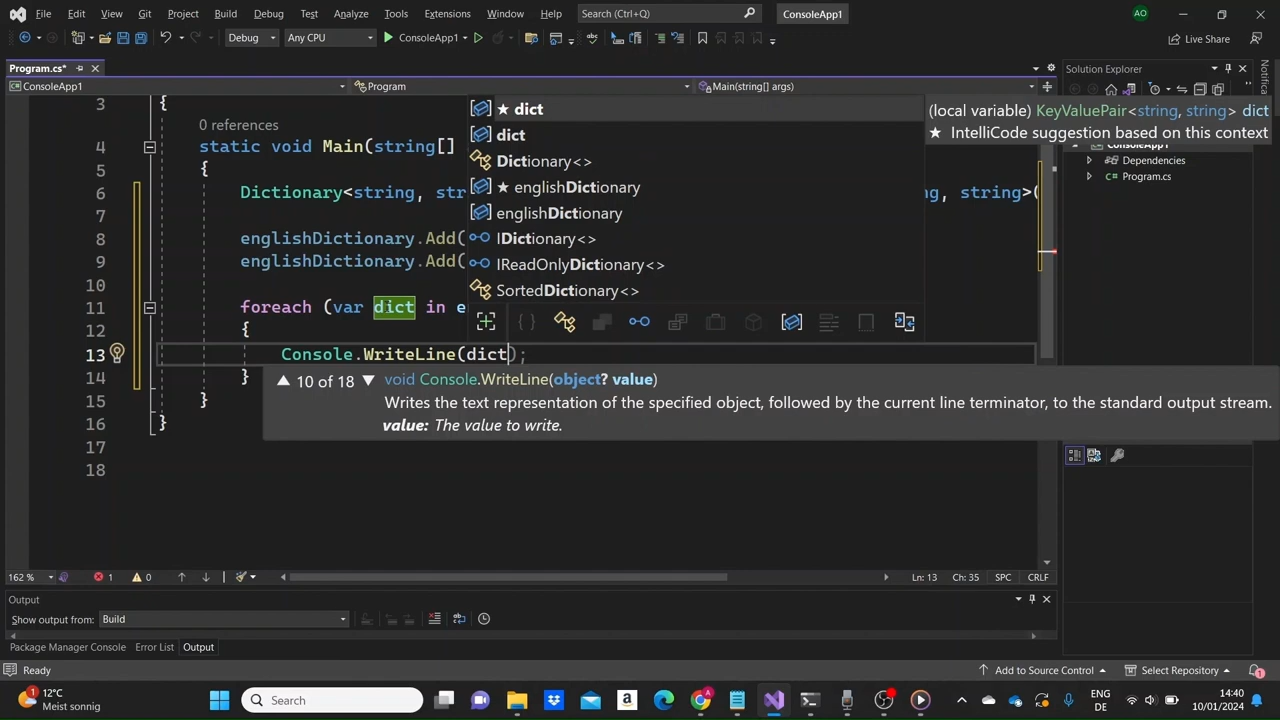 File Edit View Git Project Build Debug Test Analyze Tools Extensions Window Help Search (Ctrl+Q) ConsoleApp1 AO
Debug Any CPU ConsoleApp1 Live Share
Program.cs* Solution Explorer Notifications
ConsoleApp1 Program Main(string[] args)
3 {
0 references
4 static void Main(string[]
5 {
6 Dictionary<string, str ng, string>(
7
8 englishDictionary.Add(
9 englishDictionary.Add(
10
11 foreach (var dict in e
12 {
13 Console.WriteLine(dict);
14 }
15 }
16 }
17
18
★ dict
dict
Dictionary<>
★ englishDictionary
englishDictionary
IDictionary<>
IReadOnlyDictionary<>
SortedDictionary<>
(local variable) KeyValuePair<string, string> dict
★ IntelliCode suggestion based on this context
ConsoleApp1
Dependencies
Program.cs
10 of 18 void Console.WriteLine(object? value)
Writes the text representation of the specified object, followed by the current line terminator, to the standard output stream.
value: The value to write.
162 % 1 0 Ln: 13 Ch: 35 SPC CRLF
Output
Show output from: Build
Package Manager Console Error List Output
Ready Add to Source Control Select Repository 1
1 12°C Meist sonnig Search A ENG DE 14:40 10/01/2024